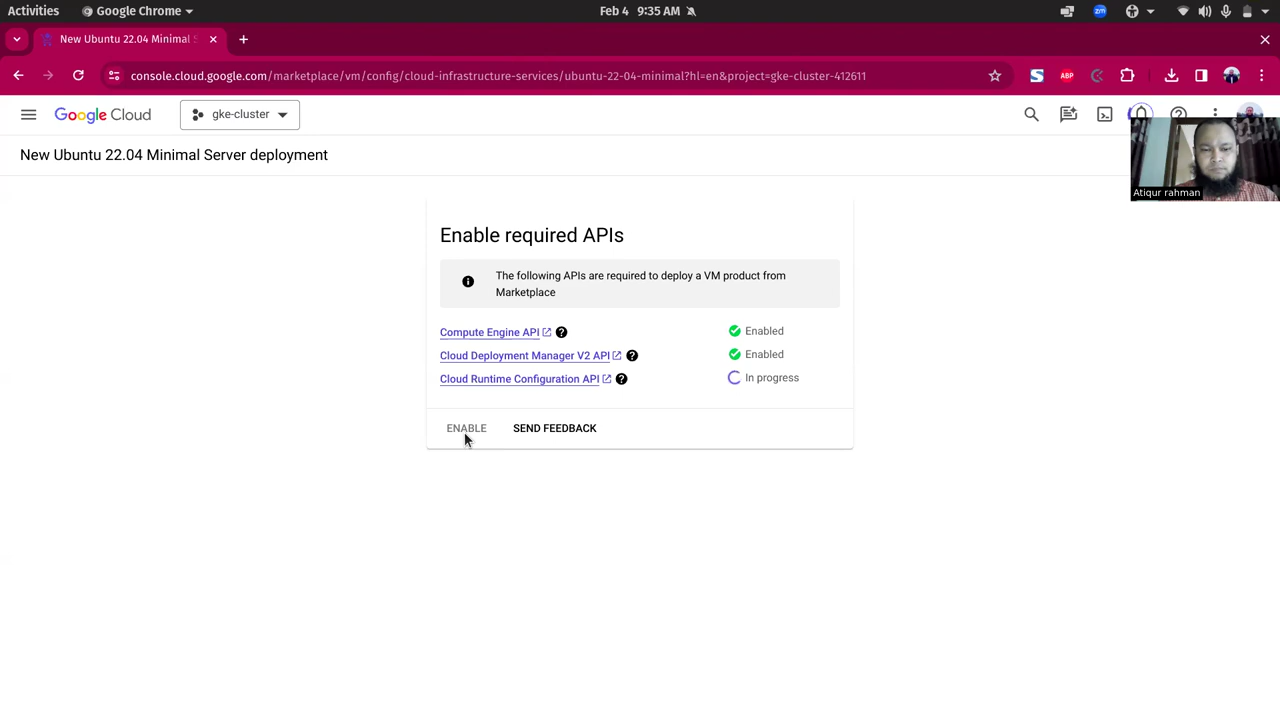 Activities
Google Chrome
Feb 4 9:35 AM
zm
New Ubuntu 22.04 Minimal S
console.cloud.google.com/marketplace/vm/config/cloud-infrastructure-services/ubuntu-22-04-minimal?hl=en&project=gke-cluster-412611
S
ABP
Google Cloud
gke-cluster
New Ubuntu 22.04 Minimal Server deployment
Atiqur rahman
Enable required APIs
The following APIs are required to deploy a VM product from
Marketplace
Compute Engine API
Enabled
Cloud Deployment Manager V2 API
Enabled
Cloud Runtime Configuration API
In progress
ENABLE
SEND FEEDBACK